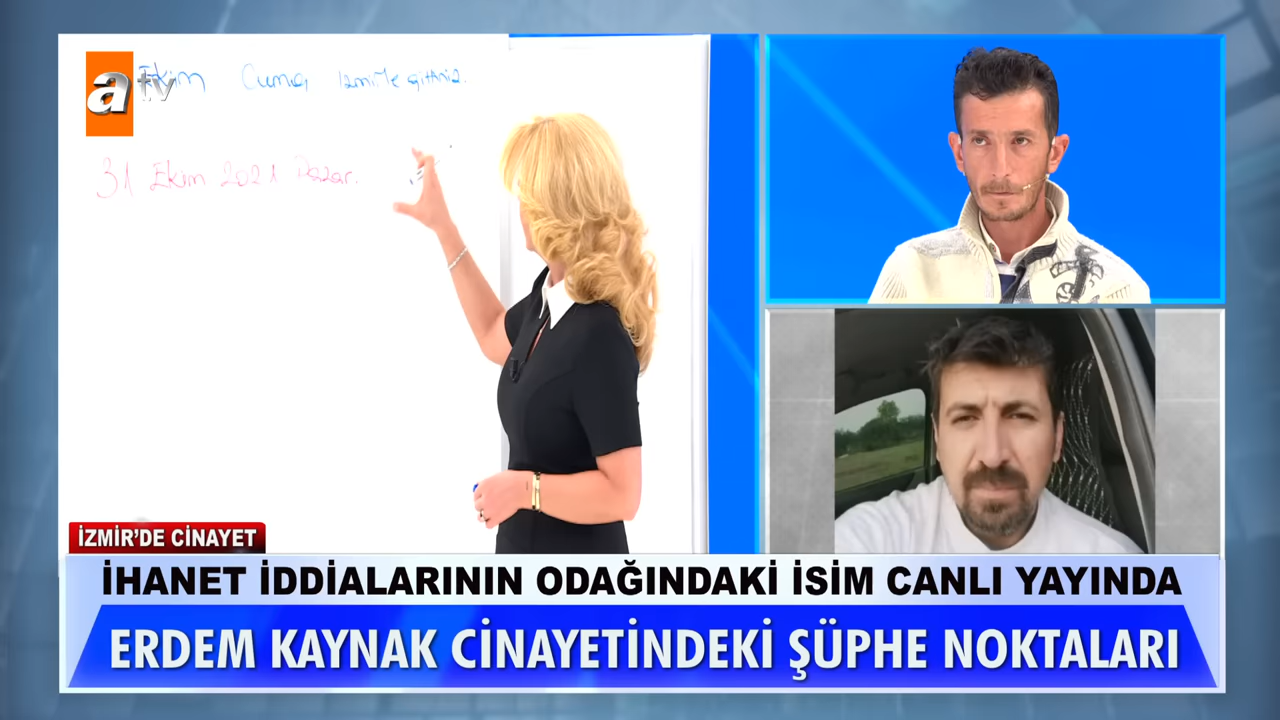 atv
Ekim Cuma, İzmir'e gittiniz.
31 Ekim 2021 Pazar.
İZMİR'DE CİNAYET
İHANET İDDİALARININ ODAĞINDAKİ İSİM CANLI YAYINDA
ERDEM KAYNAK CİNAYETİNDEKİ ŞÜPHE NOKTALARI